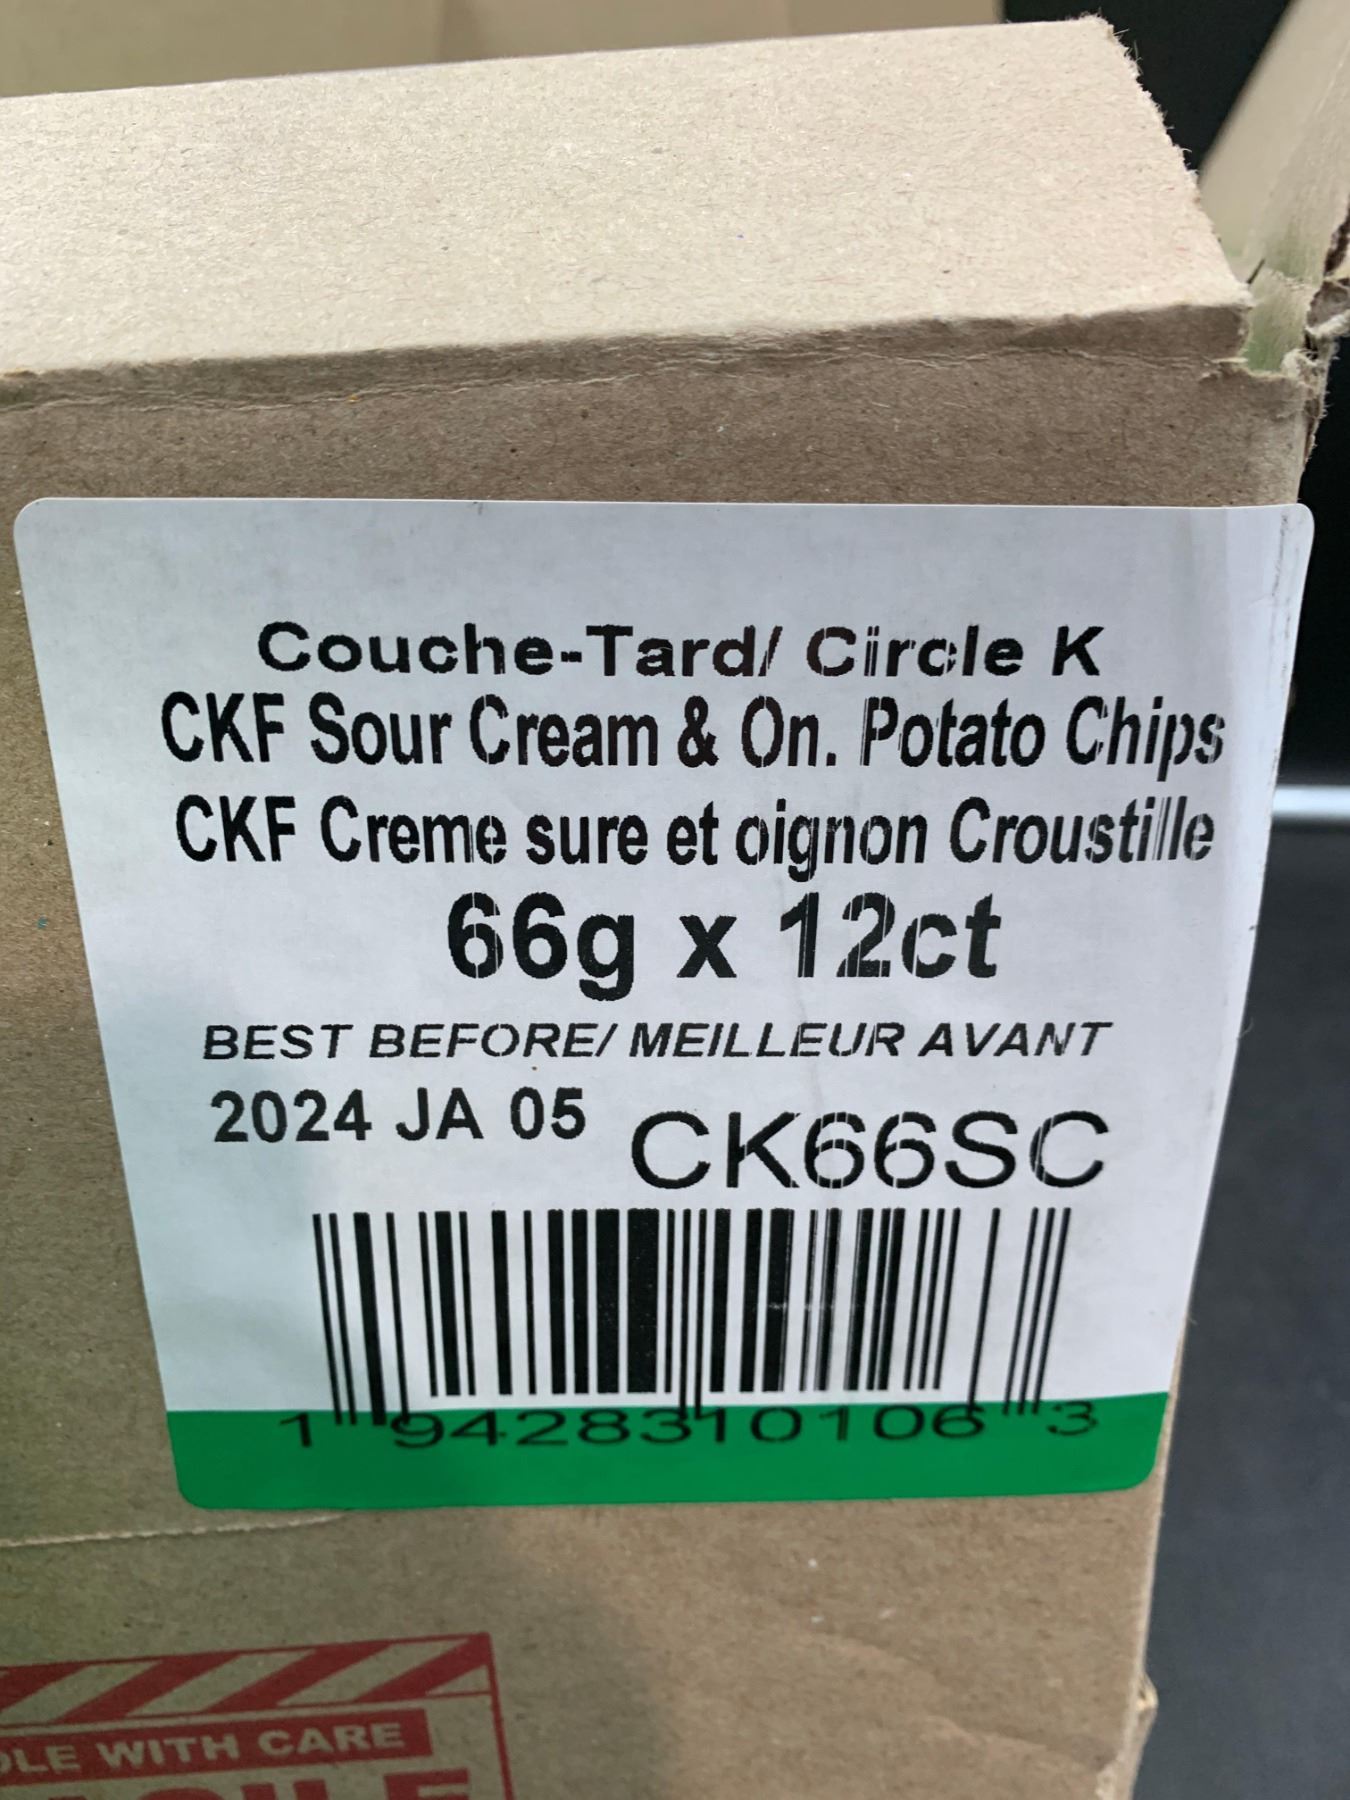 Couche-Tard/ Circle K
CKF Sour Cream & On. Potato Chips
CKF Creme sure et oignon Croustille
66g x 12ct
BEST BEFORE/ MEILLEUR AVANT
2024 JA 05 CK66SC
1 94283 10106 3
WITH CARE